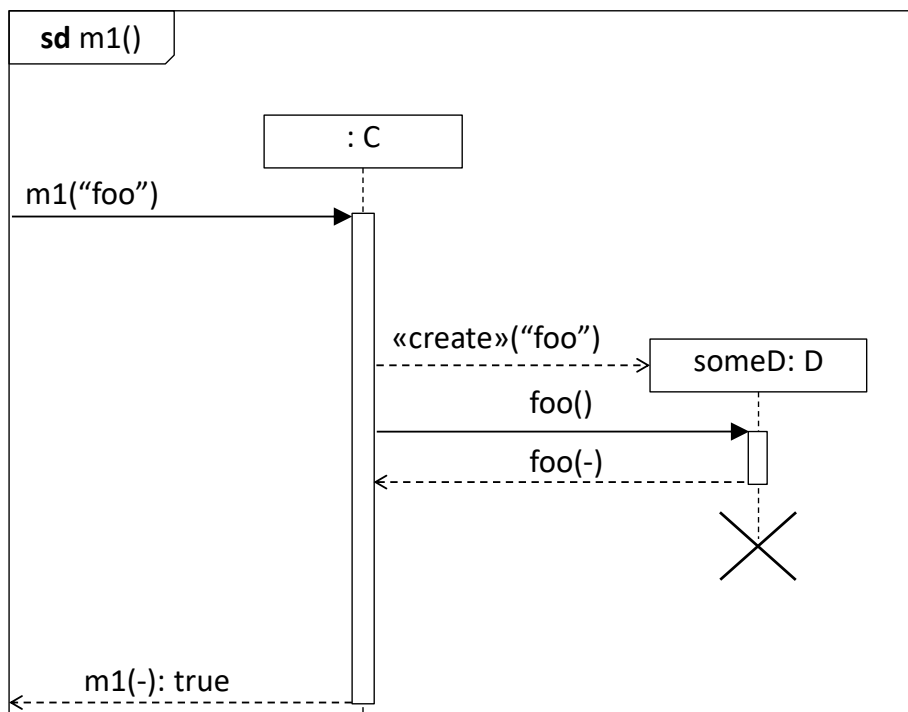 sd m1()
: C
m1(“foo”)
«create»(“foo”)
someD: D
foo()
foo(-)
m1(-): true